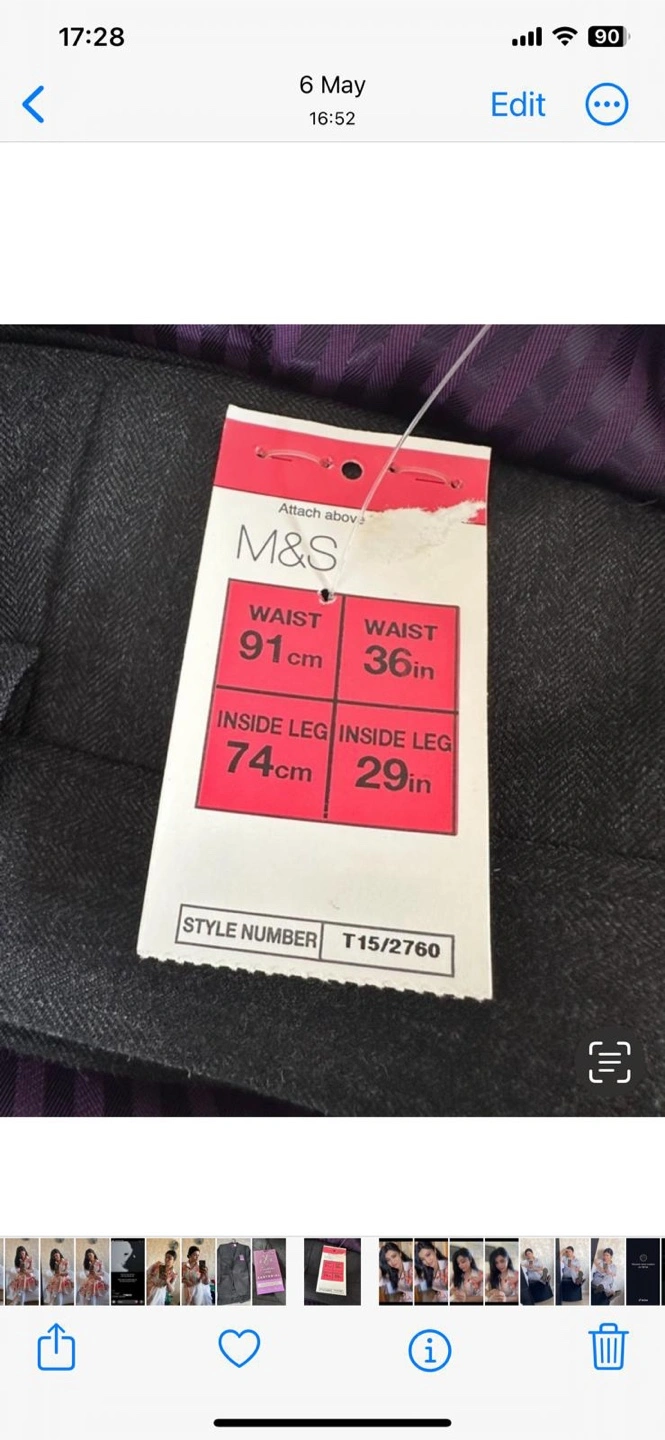 17:28
90
6 May
16:52
Edit
Attach above
M&S
WAIST
91cm
WAIST
36in
INSIDE LEG
74cm
INSIDE LEG
29in
STYLE NUMBER
T15/2760